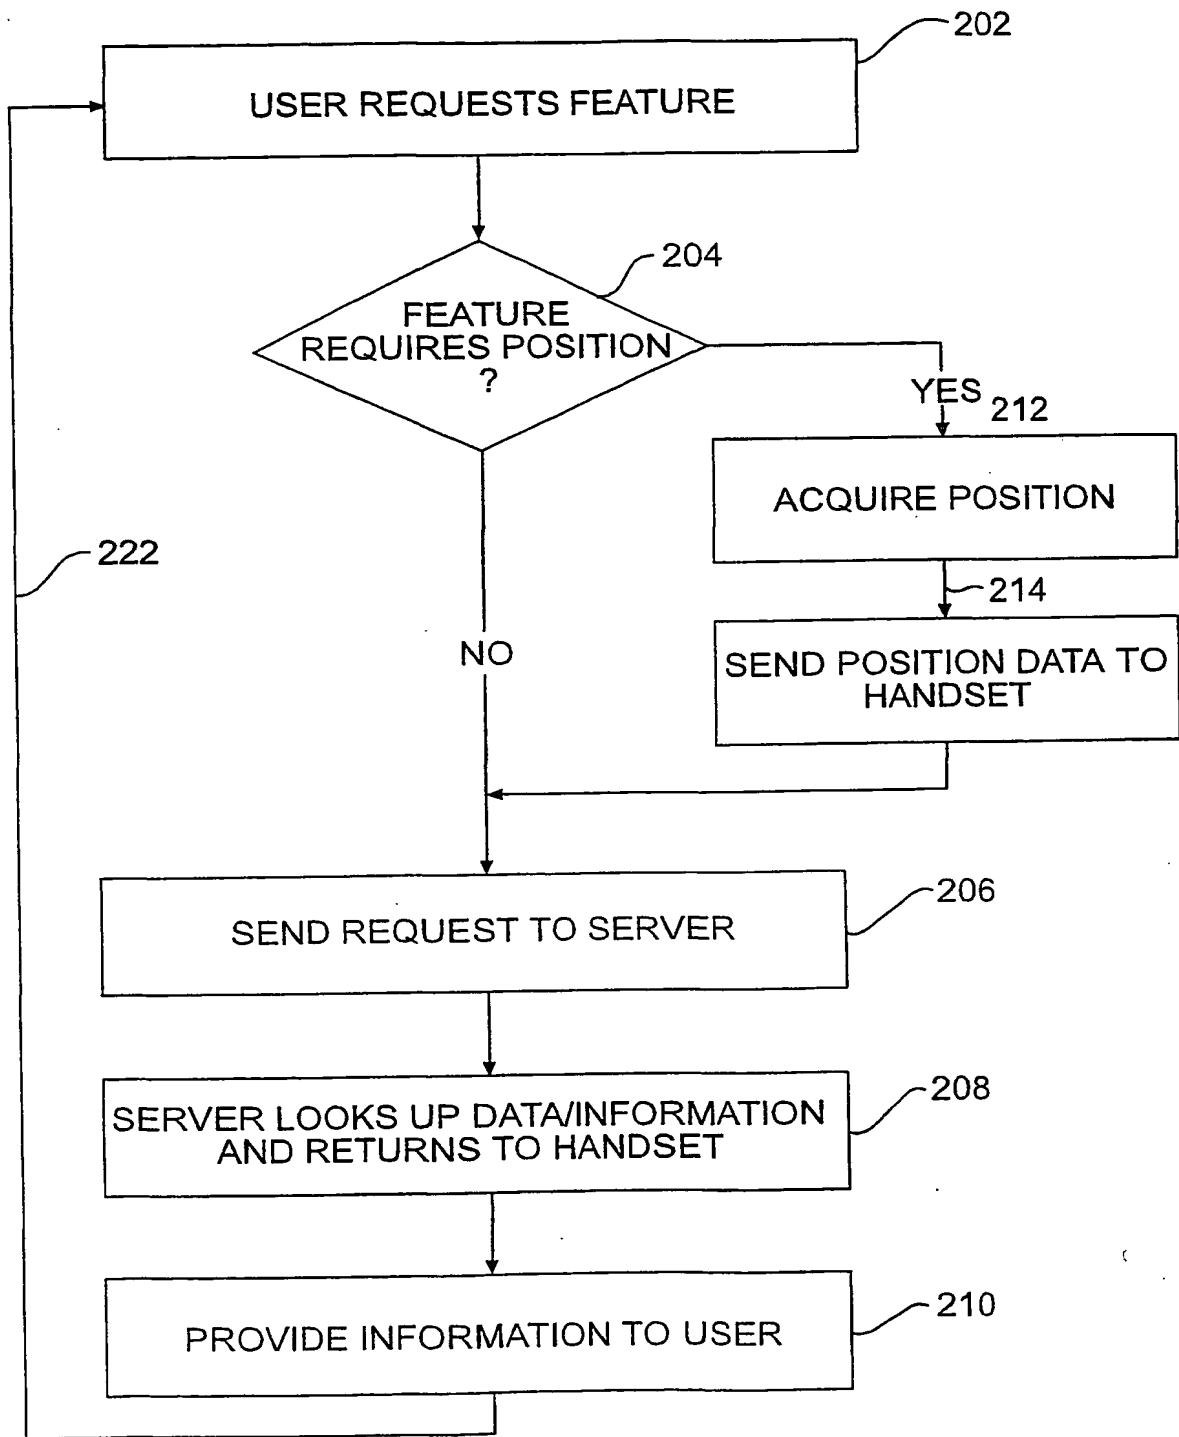 202
USER REQUESTS FEATURE
204
FEATURE
REQUIRES POSITION
?
YES
212
ACQUIRE POSITION
222
214
NO
SEND POSITION DATA TO
HANDSET
206
SEND REQUEST TO SERVER
208
SERVER LOOKS UP DATA/INFORMATION
AND RETURNS TO HANDSET
210
PROVIDE INFORMATION TO USER